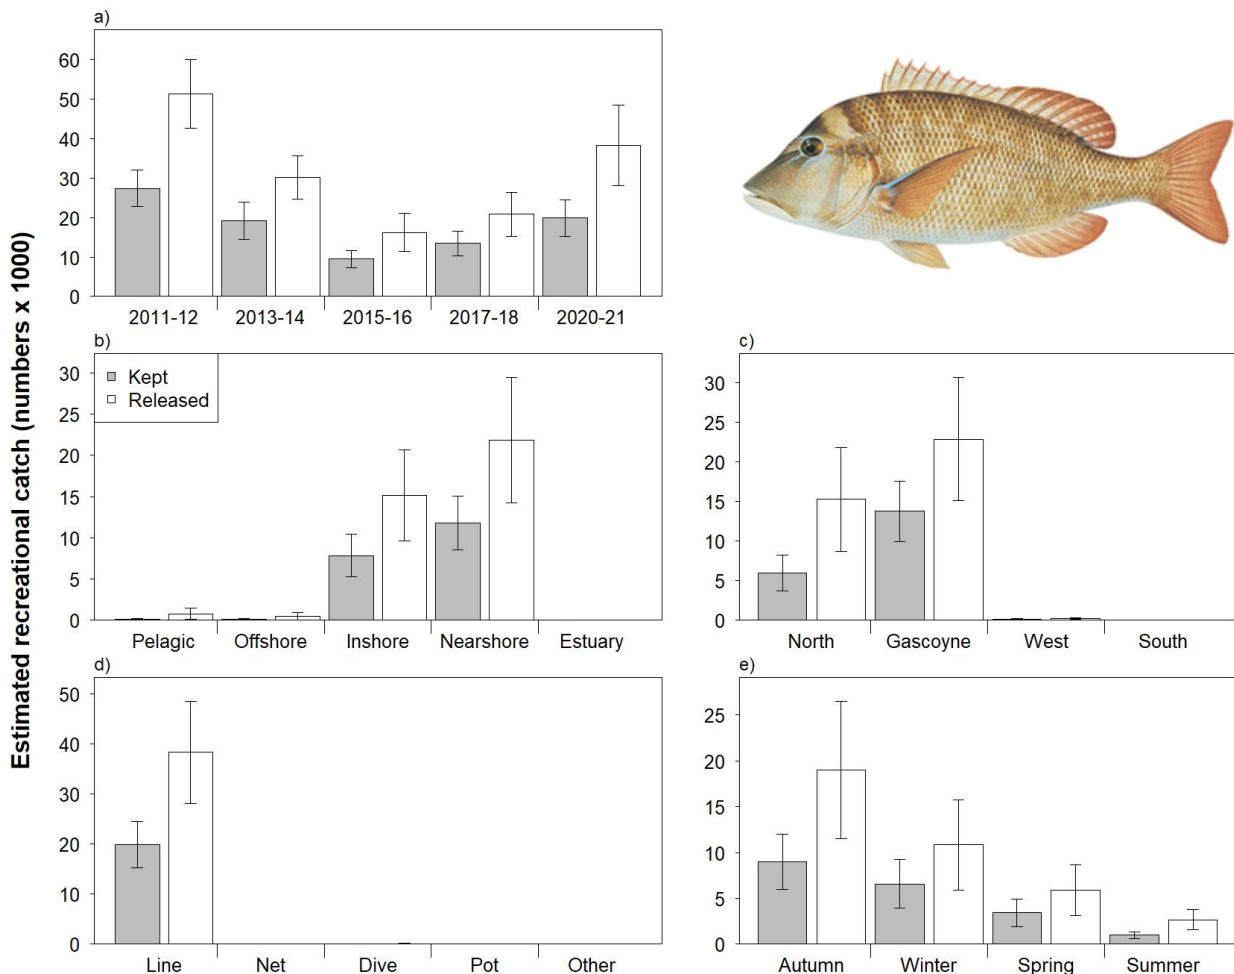 Estimated recreational catch (numbers x 1000)
a)
60
50
40
30
20
10
0
2011-12 2013-14 2015-16 2017-18 2020-21
b)
Kept
Released
30
25
20
15
10
5
0
Pelagic Offshore Inshore Nearshore Estuary
c)
30
25
20
15
10
5
0
North Gascoyne West South
d)
50
40
30
20
10
0
Line Net Dive Pot Other
e)
25
20
15
10
5
0
Autumn Winter Spring Summer